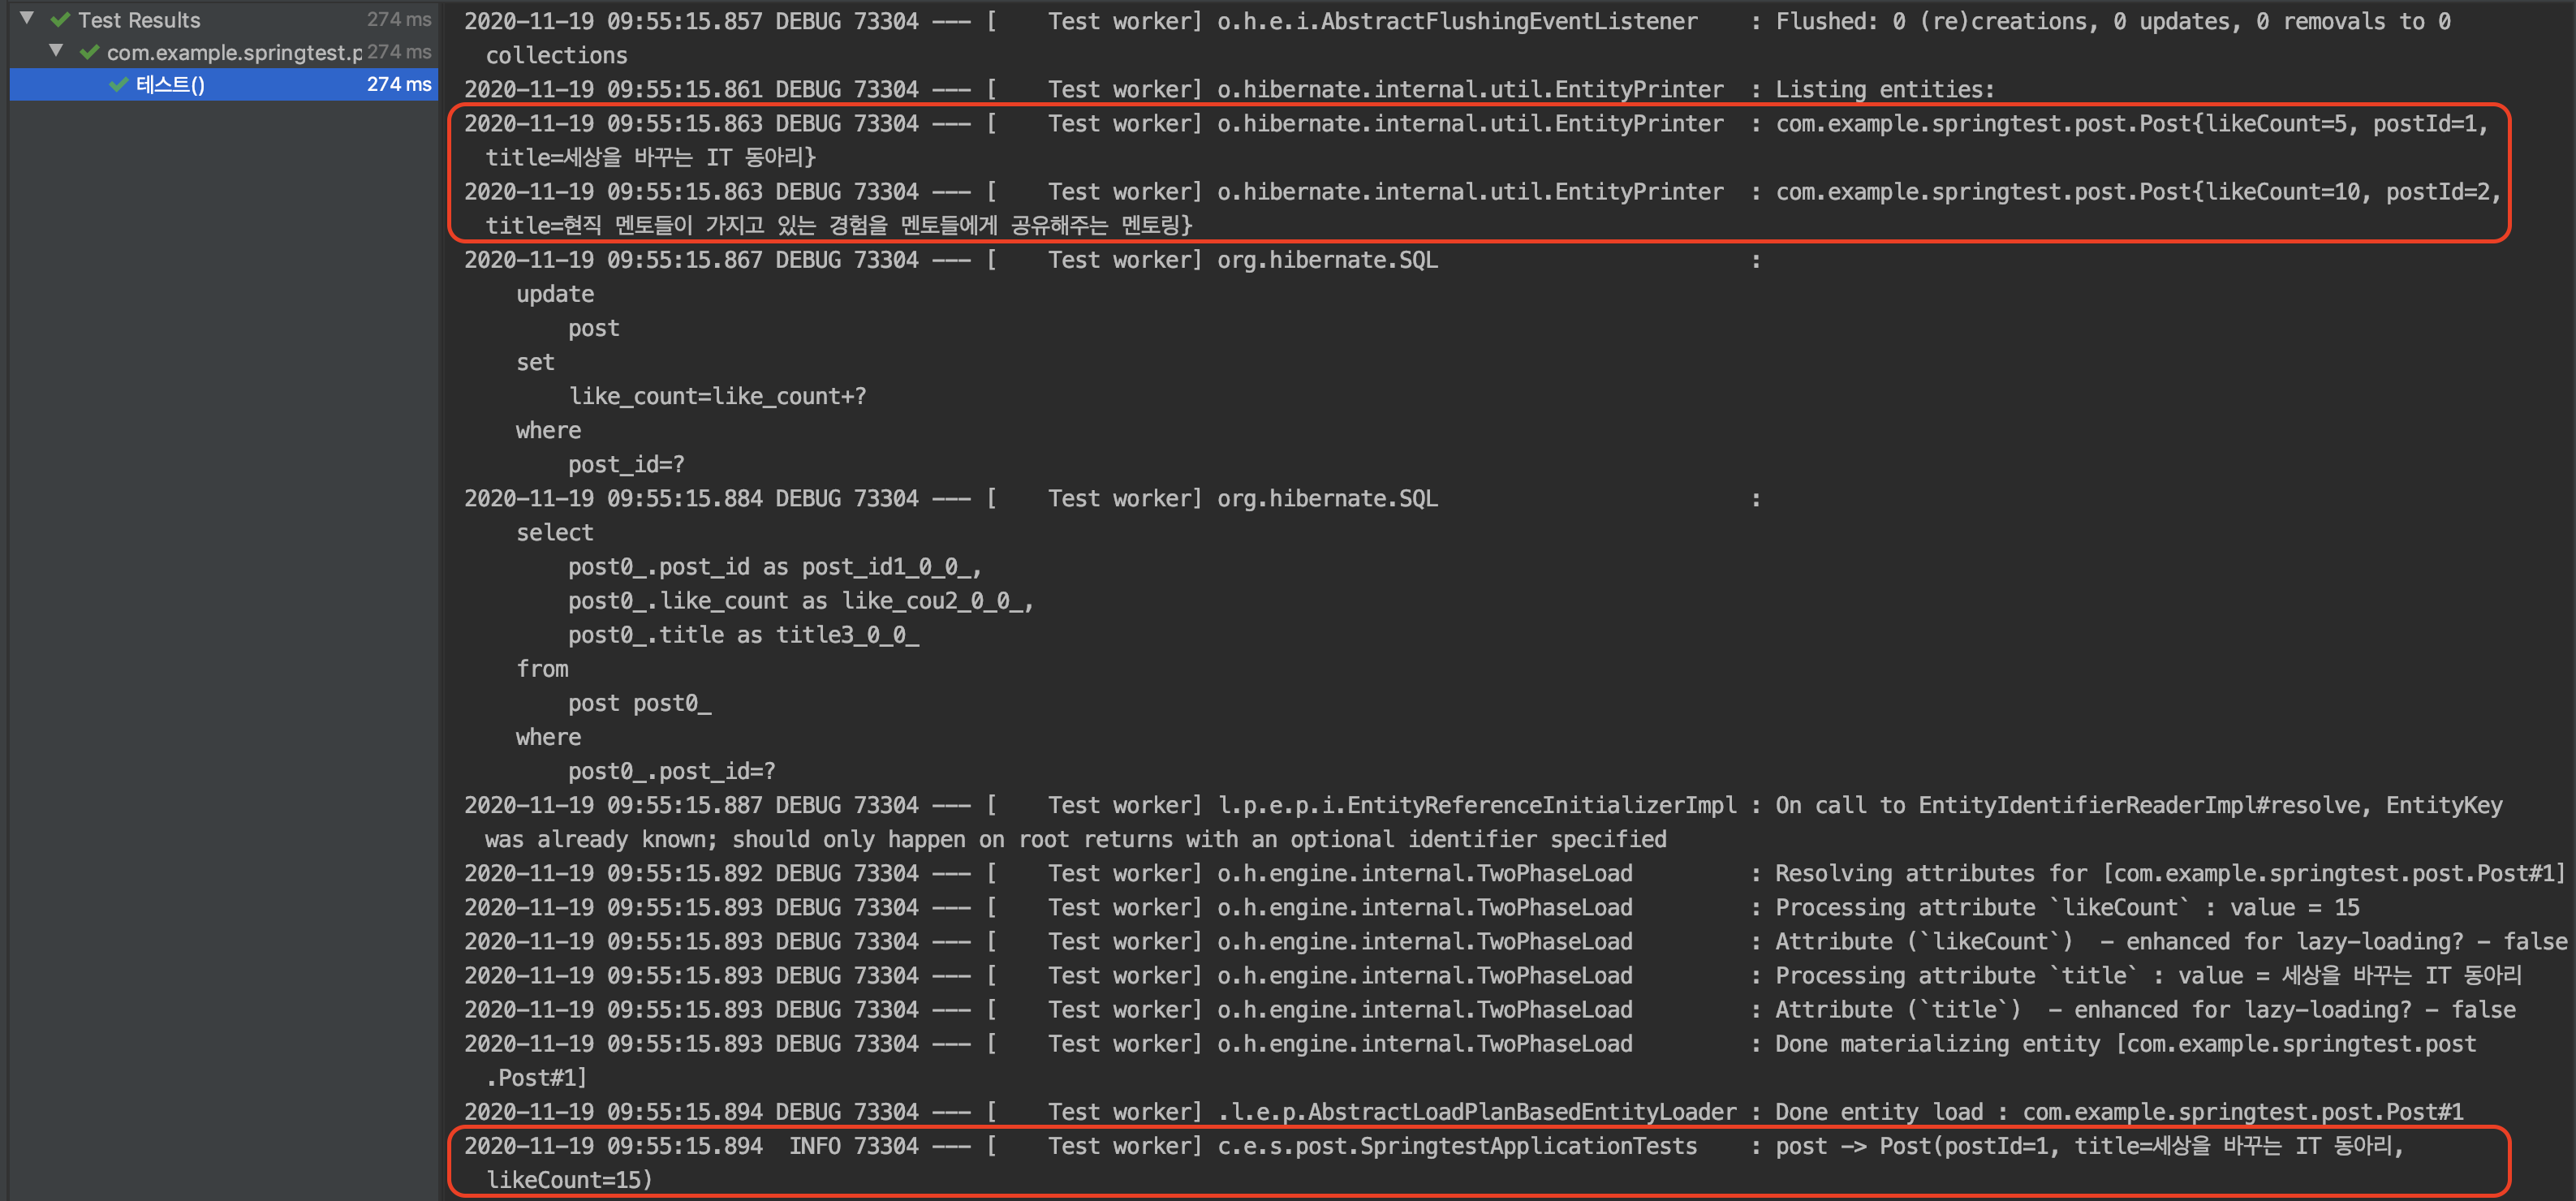 Test Results 274 ms
com.example.springtest.p 274 ms
테스트() 274 ms
2020-11-19 09:55:15.857 DEBUG 73304 --- [    Test worker] o.h.e.i.AbstractFlushingEventListener    : Flushed: 0 (re)creations, 0 updates, 0 removals to 0
collections
2020-11-19 09:55:15.861 DEBUG 73304 --- [    Test worker] o.hibernate.internal.util.EntityPrinter  : Listing entities:
2020-11-19 09:55:15.863 DEBUG 73304 --- [    Test worker] o.hibernate.internal.util.EntityPrinter  : com.example.springtest.post.Post{likeCount=5, postId=1,
title=세상을 바꾸는 IT 동아리}
2020-11-19 09:55:15.863 DEBUG 73304 --- [    Test worker] o.hibernate.internal.util.EntityPrinter  : com.example.springtest.post.Post{likeCount=10, postId=2,
title=현직 멘토들이 가지고 있는 경험을 멘토들에게 공유해주는 멘토링}
2020-11-19 09:55:15.867 DEBUG 73304 --- [    Test worker] org.hibernate.SQL                        :
update
post
set
like_count=like_count+?
where
post_id=?
2020-11-19 09:55:15.884 DEBUG 73304 --- [    Test worker] org.hibernate.SQL                        :
select
post0_.post_id as post_id1_0_0_,
post0_.like_count as like_cou2_0_0_,
post0_.title as title3_0_0_
from
post post0_
where
post0_.post_id=?
2020-11-19 09:55:15.887 DEBUG 73304 --- [    Test worker] l.p.e.p.i.EntityReferenceInitializerImpl : On call to EntityIdentifierReaderImpl#resolve, EntityKey
was already known; should only happen on root returns with an optional identifier specified
2020-11-19 09:55:15.892 DEBUG 73304 --- [    Test worker] o.h.engine.internal.TwoPhaseLoad         : Resolving attributes for [com.example.springtest.post.Post#1]
2020-11-19 09:55:15.893 DEBUG 73304 --- [    Test worker] o.h.engine.internal.TwoPhaseLoad         : Processing attribute `likeCount` : value = 15
2020-11-19 09:55:15.893 DEBUG 73304 --- [    Test worker] o.h.engine.internal.TwoPhaseLoad         : Attribute (`likeCount`)  - enhanced for lazy-loading? - false
2020-11-19 09:55:15.893 DEBUG 73304 --- [    Test worker] o.h.engine.internal.TwoPhaseLoad         : Processing attribute `title` : value = 세상을 바꾸는 IT 동아리
2020-11-19 09:55:15.893 DEBUG 73304 --- [    Test worker] o.h.engine.internal.TwoPhaseLoad         : Attribute (`title`)  - enhanced for lazy-loading? - false
2020-11-19 09:55:15.893 DEBUG 73304 --- [    Test worker] o.h.engine.internal.TwoPhaseLoad         : Done materializing entity [com.example.springtest.post
.Post#1]
2020-11-19 09:55:15.894 DEBUG 73304 --- [    Test worker] .l.e.p.AbstractLoadPlanBasedEntityLoader : Done entity load : com.example.springtest.post.Post#1
2020-11-19 09:55:15.894  INFO 73304 --- [    Test worker] c.e.s.post.SpringtestApplicationTests    : post -> Post(postId=1, title=세상을 바꾸는 IT 동아리,
likeCount=15)